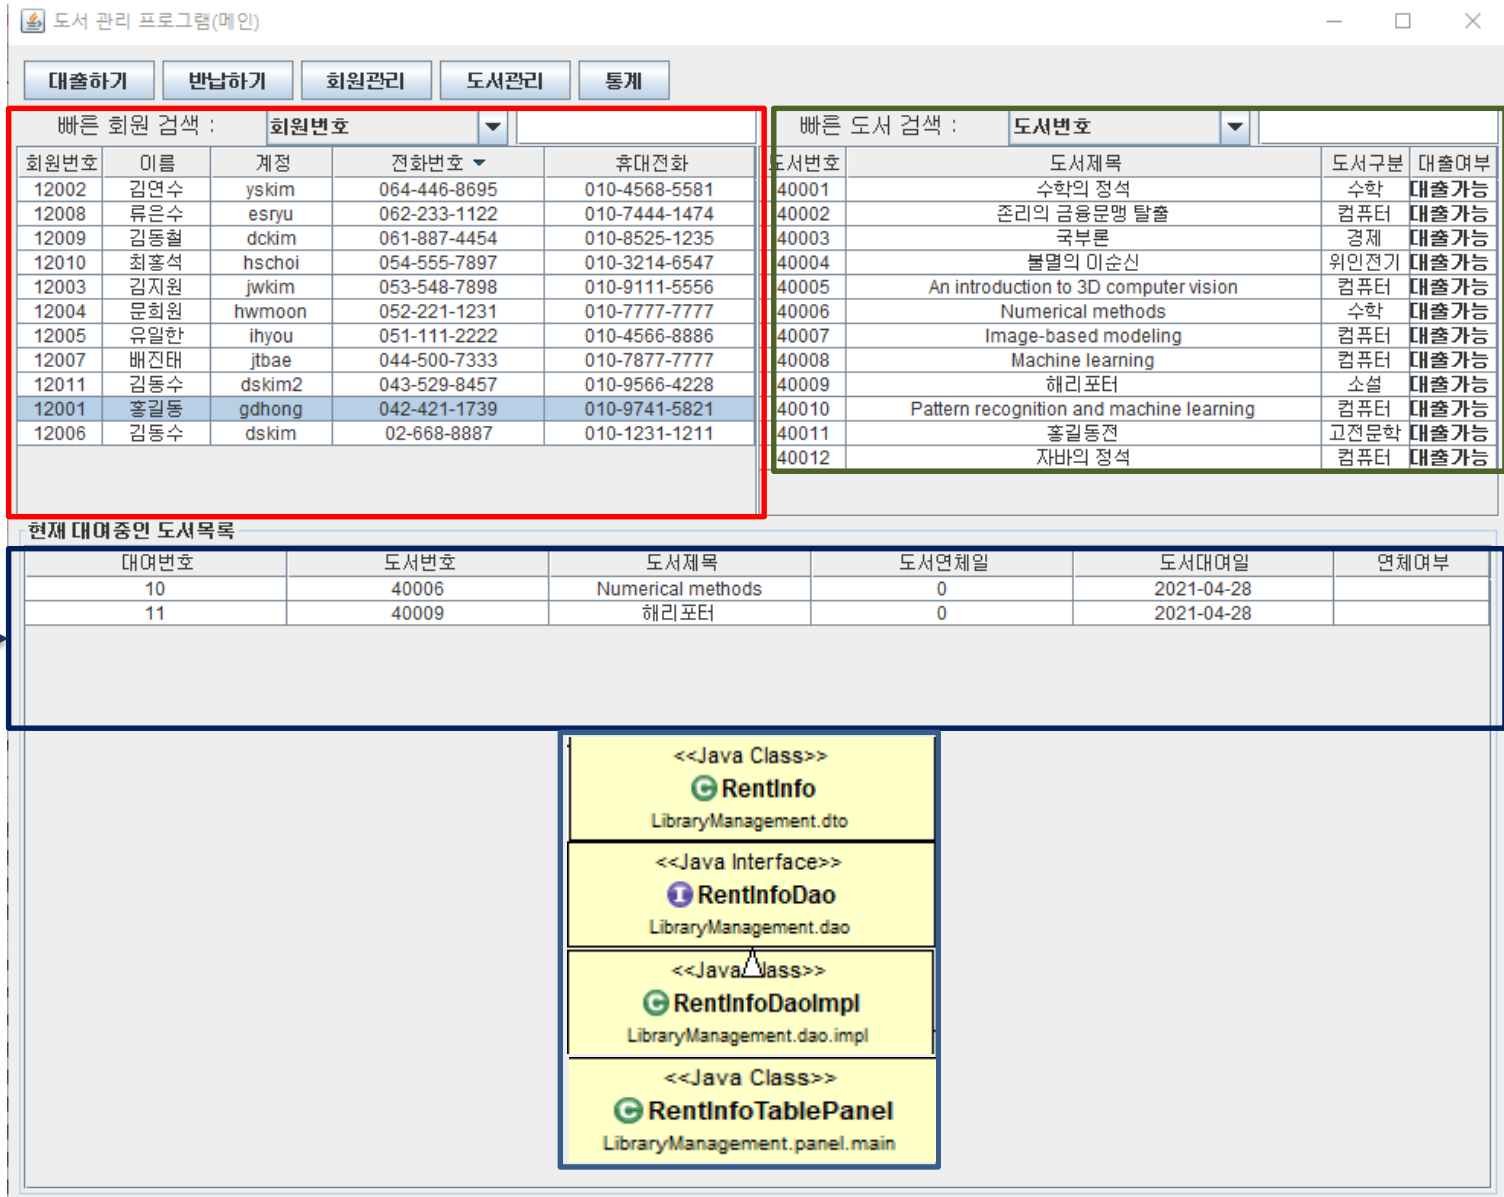 도서 관리 프로그램(메인)
대출하기 반납하기 회원관리 도서관리 통계
빠른 회원 검색 : 회원번호
회원번호 이름 계정 전화번호 휴대전화
12002 김연수 yskim 064-446-8695 010-4568-5581
12008 류은수 esryu 062-233-1122 010-7444-1474
12009 김동철 dckim 061-887-4454 010-8525-1235
12010 최홍석 hschoi 054-555-7897 010-3214-6547
12003 김지원 jwkim 053-548-7898 010-9111-5556
12004 문희원 hwmoon 052-221-1231 010-7777-7777
12005 유일한 ihyou 051-111-2222 010-4566-8886
12007 배진태 jtbae 044-500-7333 010-7877-7777
12011 김동수 dskim2 043-529-8457 010-9566-4228
12001 홍길동 gdhong 042-421-1739 010-9741-5821
12006 김동수 dskim 02-668-8887 010-1231-1211
빠른 도서 검색 : 도서번호
도서번호 도서제목 도서구분 대출여부
40001 수학의 정석 수학 대출가능
40002 존리의 금융문맹 탈출 컴퓨터 대출가능
40003 국부론 경제 대출가능
40004 불멸의 이순신 위인전기 대출가능
40005 An introduction to 3D computer vision 컴퓨터 대출가능
40006 Numerical methods 수학 대출가능
40007 Image-based modeling 컴퓨터 대출가능
40008 Machine learning 컴퓨터 대출가능
40009 해리포터 소설 대출가능
40010 Pattern recognition and machine learning 컴퓨터 대출가능
40011 홍길동전 고전문학 대출가능
40012 자바의 정석 컴퓨터 대출가능
현재 대여중인 도서목록
대여번호 도서번호 도서제목 도서연체일 도서대여일 연체여부
10 40006 Numerical methods 0 2021-04-28
11 40009 해리포터 0 2021-04-28
<<Java Class>>
C RentInfo
LibraryManagement.dto
<<Java Interface>>
I RentInfoDao
LibraryManagement.dao
<<Java Class>>
C RentInfoDaoImpl
LibraryManagement.dao.impl
<<Java Class>>
C RentInfoTablePanel
LibraryManagement.panel.main